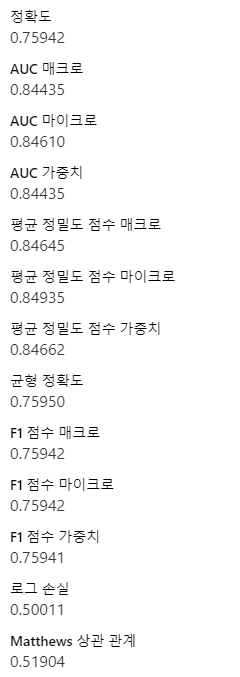 정확도
0.75942
AUC 매크로
0.84435
AUC 마이크로
0.84610
AUC 가중치
0.84435
평균 정밀도 점수 매크로
0.84645
평균 정밀도 점수 마이크로
0.84935
평균 정밀도 점수 가중치
0.84662
균형 정확도
0.75950
F1 점수 매크로
0.75942
F1 점수 마이크로
0.75942
F1 점수 가중치
0.75941
로그 손실
0.50011
Matthews 상관 관계
0.51904